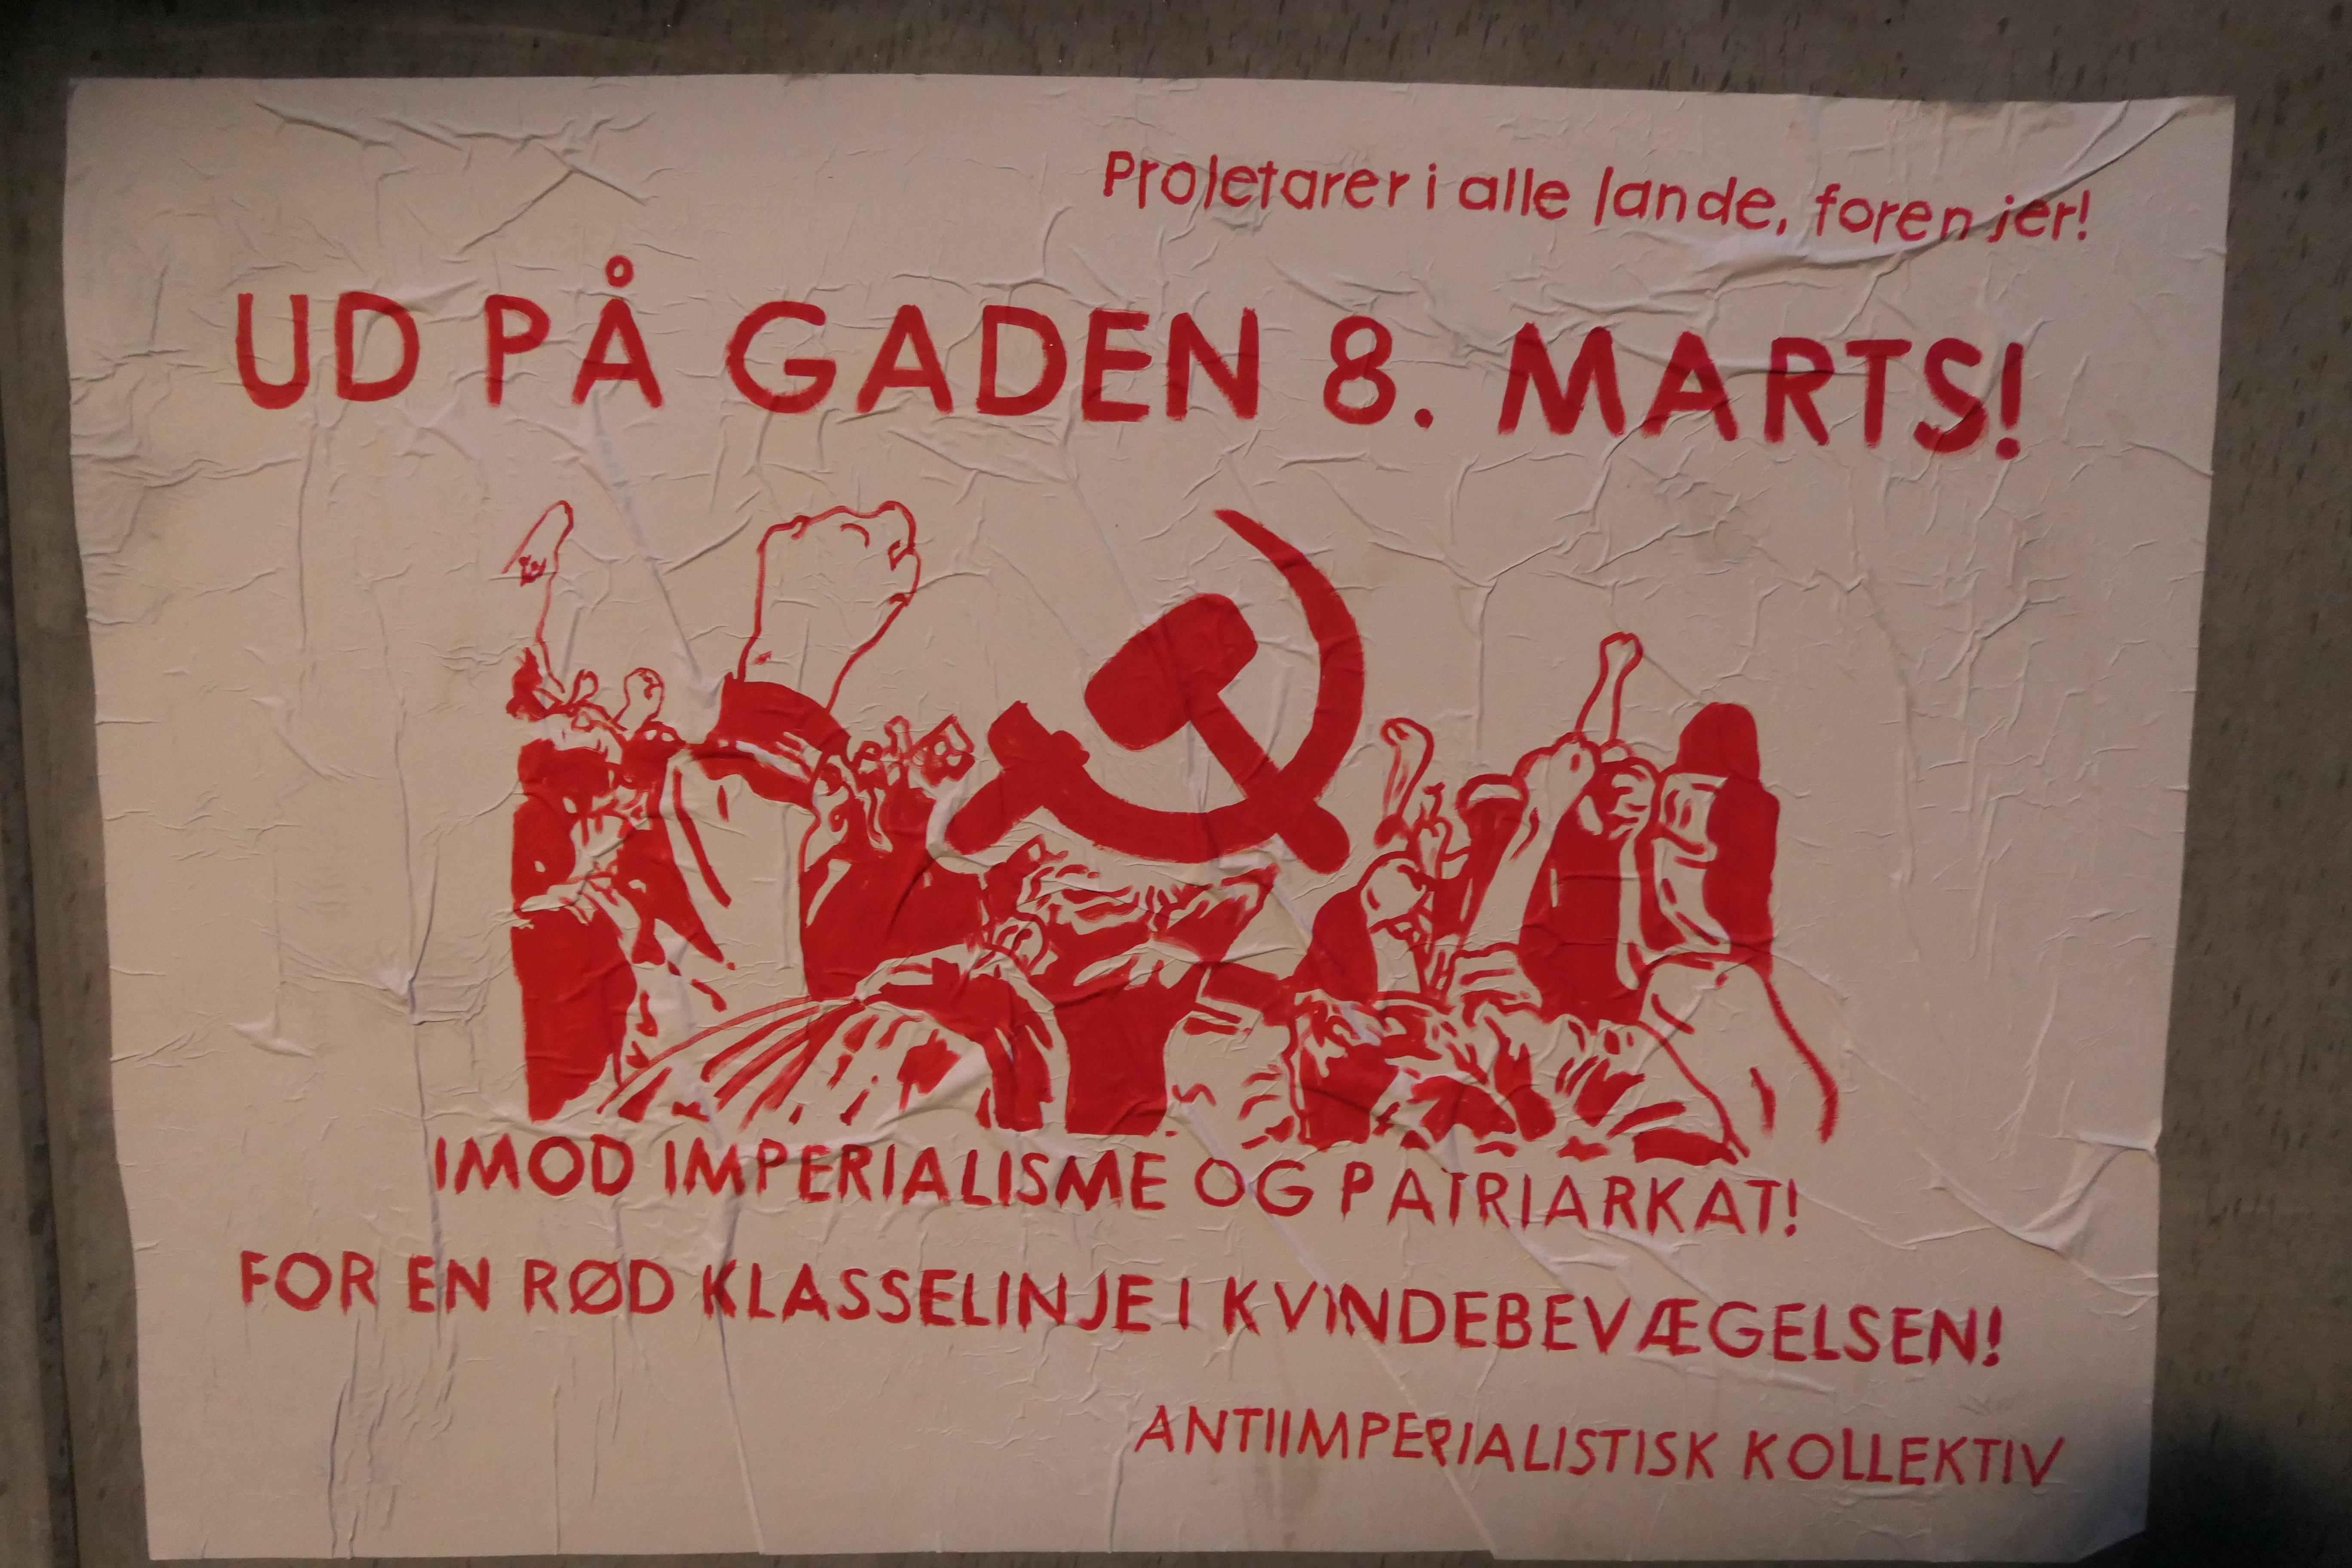 Proletarer i alle lande, foren jer!
UD PÅ GADEN 8. MARTS!
IMOD IMPERIALISME OG PATRIARKAT!
FOR EN RØD KLASSELINJE I KVINDEBEVÆGELSEN!
ANTIIMPERIALISTISK KOLLEKTIV